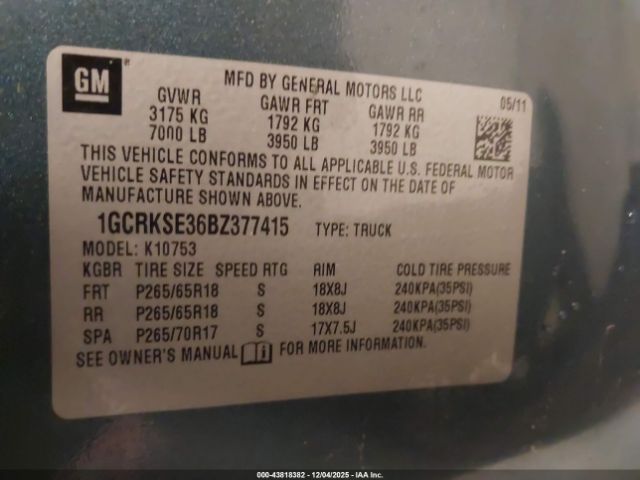 GM
MFD BY GENERAL MOTORS LLC
05/11
GVWR GAWR FRT GAWR RR
3175 KG 1792 KG 1792 KG
7000 LB 3950 LB 3950 LB
THIS VEHICLE CONFORMS TO ALL APPLICABLE U.S. FEDERAL MOTOR
VEHICLE SAFETY STANDARDS IN EFFECT ON THE DATE OF
MANUFACTURE SHOWN ABOVE.
1GCRKSE36BZ377415 TYPE: TRUCK
MODEL: K10753
KGBR TIRE SIZE SPEED RTG RIM COLD TIRE PRESSURE
FRT P265/65R18 S 18X8J 240KPA(35PSI)
RR P265/65R18 S 18X8J 240KPA(35PSI)
SPA P265/70R17 S 17X7.5J 240KPA(35PSI)
SEE OWNER'S MANUAL FOR MORE INFORMATION.
000-43818382 - 12/04/2025 - IAA Inc.